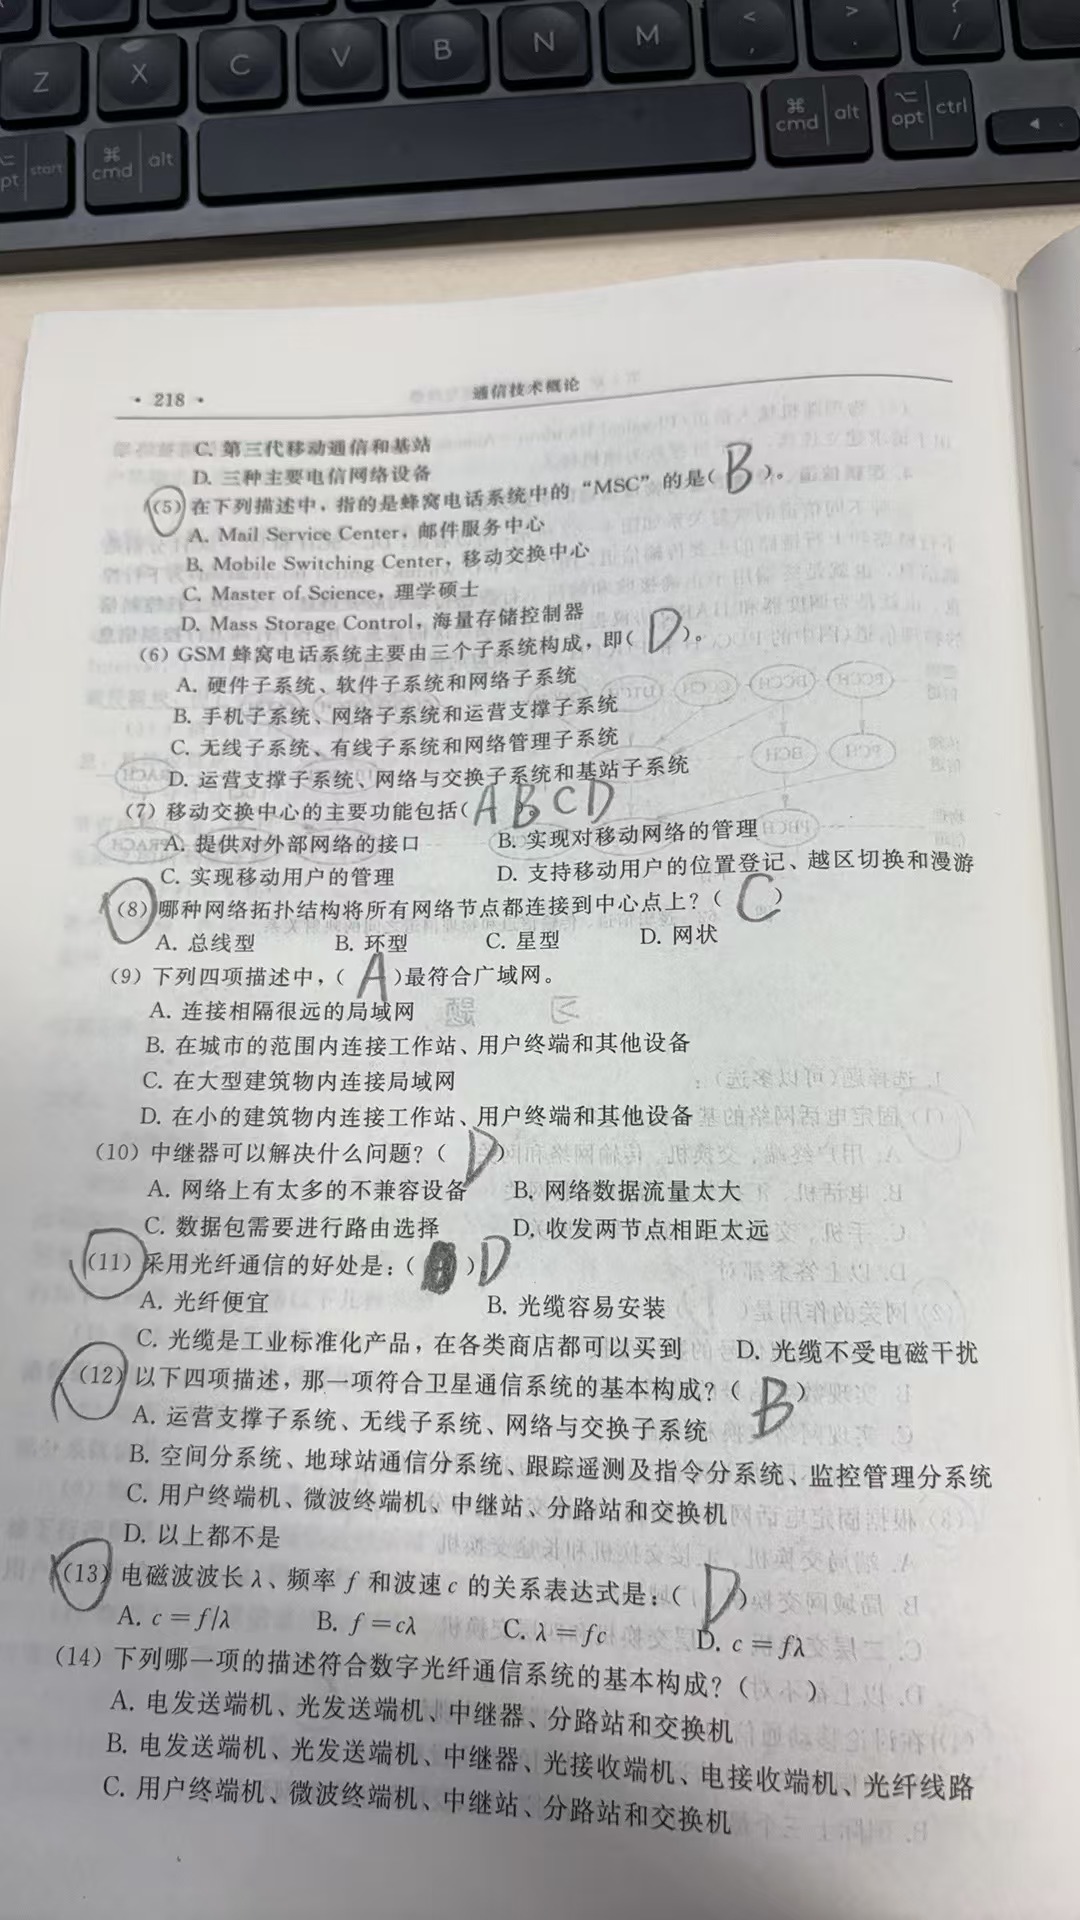 Z X C V B N M < , > . ? /
pt start ⌘ cmd alt ⌘ cmd alt opt ctrl
• 218 • 通信技术概论
C. 第三代移动通信和基站
D. 三种主要电信网络设备
(5) 在下列描述中，指的是蜂窝电话系统中的“MSC”的是( B )。
A. Mail Service Center，邮件服务中心
B. Mobile Switching Center，移动交换中心
C. Master of Science，理学硕士
D. Mass Storage Control，海量存储控制器
(6) GSM 蜂窝电话系统主要由三个子系统构成，即( D )。
A. 硬件子系统、软件子系统和网络子系统
B. 手机子系统、网络子系统和运营支撑子系统
C. 无线子系统、有线子系统和网络管理子系统
D. 运营支撑子系统、网络与交换子系统和基站子系统
(7) 移动交换中心的主要功能包括( ABCD
A. 提供对外部网络的接口 B. 实现对移动网络的管理
C. 实现移动用户的管理 D. 支持移动用户的位置登记、越区切换和漫游
(8) 哪种网络拓扑结构将所有网络节点都连接到中心点上？( C )
A. 总线型 B. 环型 C. 星型 D. 网状
(9) 下列四项描述中，( A )最符合广域网。
A. 连接相隔很远的局域网
B. 在城市的范围内连接工作站、用户终端和其他设备
C. 在大型建筑物内连接局域网
D. 在小的建筑物内连接工作站、用户终端和其他设备
(10) 中继器可以解决什么问题？( D )
A. 网络上有太多的不兼容设备 B. 网络数据流量太大
C. 数据包需要进行路由选择 D. 收发两节点相距太远
(11) 采用光纤通信的好处是：( ) D
A. 光纤便宜 B. 光缆容易安装
C. 光缆是工业标准化产品，在各类商店都可以买到 D. 光缆不受电磁干扰
(12) 以下四项描述，那一项符合卫星通信系统的基本构成？( B )
A. 运营支撑子系统、无线子系统、网络与交换子系统
B. 空间分系统、地球站通信分系统、跟踪遥测及指令分系统、监控管理分系统
C. 用户终端机、微波终端机、中继站、分路站和交换机
D. 以上都不是
(13) 电磁波波长 λ、频率 f 和波速 c 的关系表达式是：( D )
A. c＝f/λ B. f＝cλ C. λ＝fc D. c＝fλ
(14) 下列哪一项的描述符合数字光纤通信系统的基本构成？( )
A. 电发送端机、光发送端机、中继器、分路站和交换机
B. 电发送端机、光发送端机、中继器、光接收端机、电接收端机、光纤线路
C. 用户终端机、微波终端机、中继站、分路站和交换机